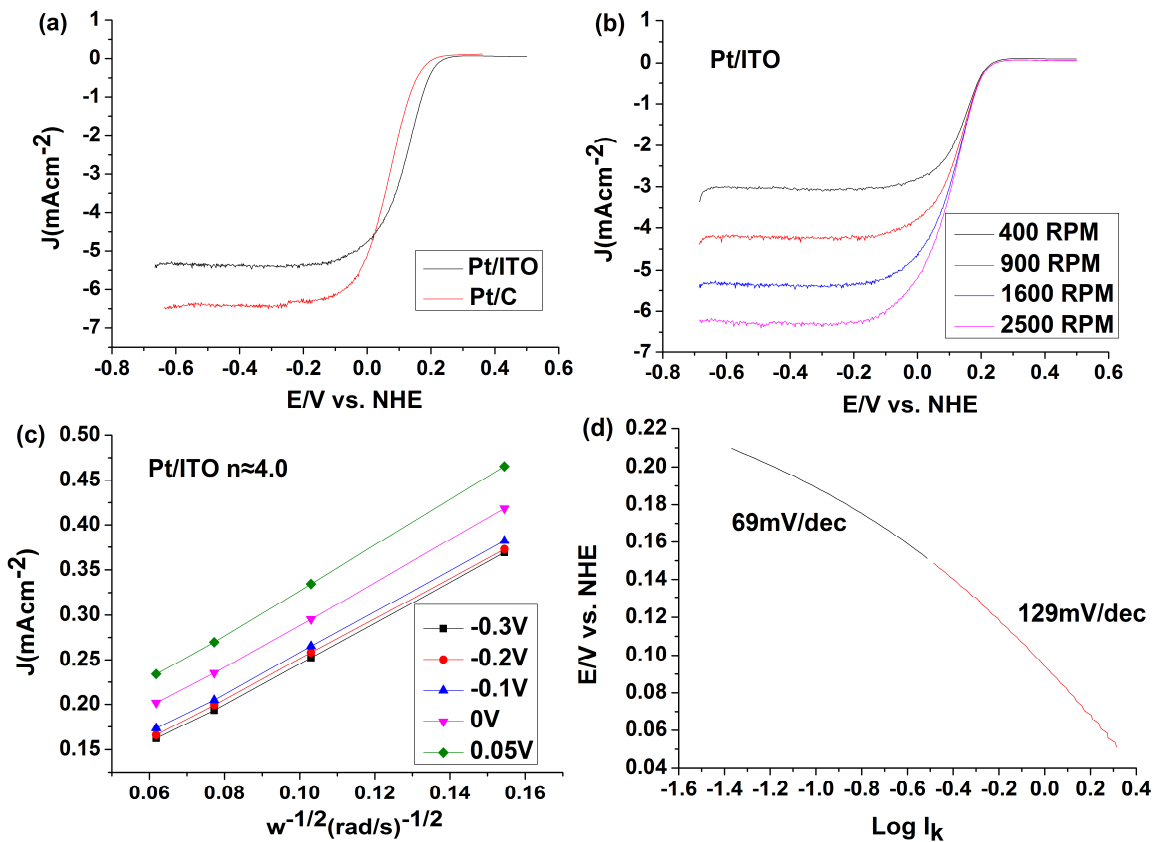 (a)
1
0
-1
-2
-3
-4
-5
-6
-7
J(mAcm-2)
Pt/ITO
Pt/C
-0.8 -0.6 -0.4 -0.2 0.0 0.2 0.4 0.6
E/V vs. NHE
(b)
Pt/ITO
1
0
-1
-2
-3
-4
-5
-6
-7
J(mAcm-2)
400 RPM
900 RPM
1600 RPM
2500 RPM
-0.8 -0.6 -0.4 -0.2 0.0 0.2 0.4 0.6
E/V vs. NHE
(c)
Pt/ITO n≈4.0
0.50
0.45
0.40
0.35
0.30
0.25
0.20
0.15
J(mAcm-2)
-0.3V
-0.2V
-0.1V
0V
0.05V
0.06 0.08 0.10 0.12 0.14 0.16
w-1/2(rad/s)-1/2
(d)
0.22
0.20
0.18
0.16
0.14
0.12
0.10
0.08
0.06
0.04
E/V vs. NHE
69mV/dec
129mV/dec
-1.6 -1.4 -1.2 -1.0 -0.8 -0.6 -0.4 -0.2 0.0 0.2 0.4
Log Ik